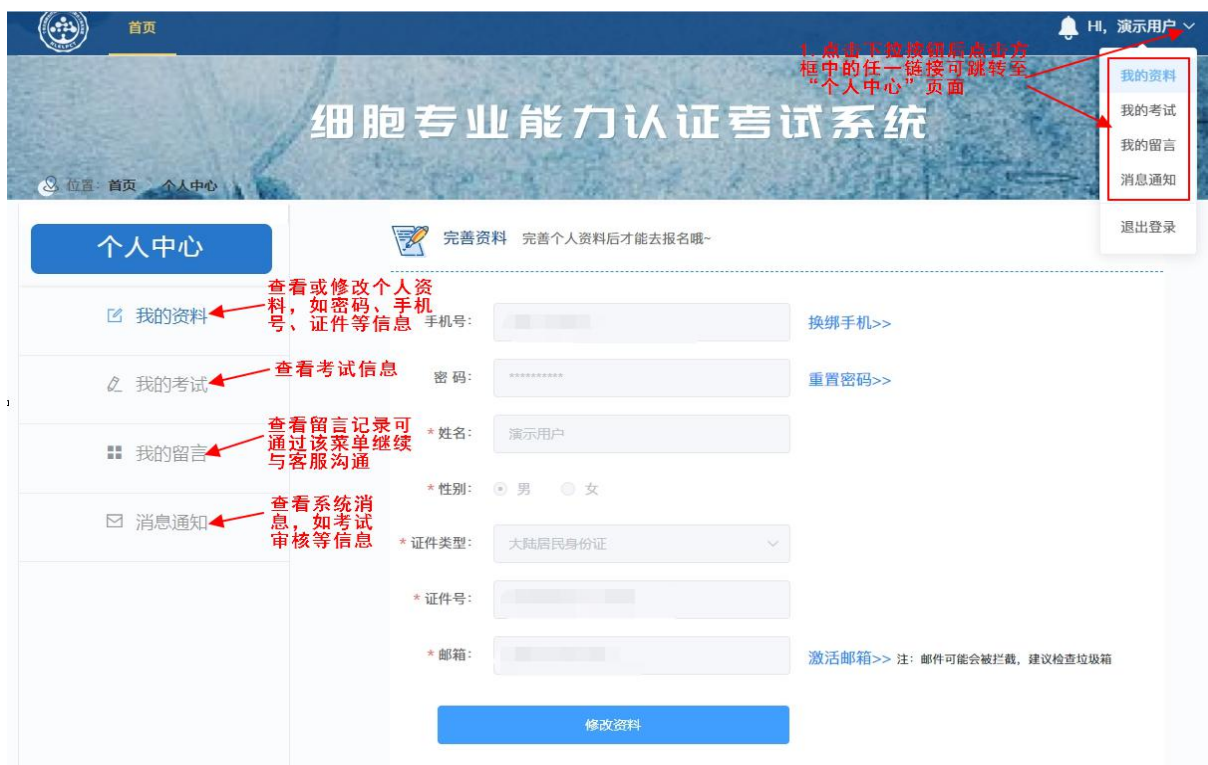 首页
HI，演示用户
1. 点击下拉按钮后点击方
框中的任一链接可跳转至
“个人中心”页面
我的资料
我的考试
我的留言
消息通知
退出登录
细胞专业能力认证考试系统
位置: 首页 个人中心
个人中心
完善资料 完善个人资料后才能去报名哦~
我的资料
查看或修改个人资
料，如密码、手机
号、证件等信息
我的考试
查看考试信息
我的留言
查看留言记录可
通过该菜单继续
与客服沟通
消息通知
查看系统消
息，如考试
审核等信息
手机号:
换绑手机>>
密 码:
**********
重置密码>>
* 姓名:
演示用户
* 性别:
男
女
* 证件类型:
大陆居民身份证
* 证件号:
* 邮箱:
激活邮箱>> 注: 邮件可能会被拦截, 建议检查垃圾箱
修改资料